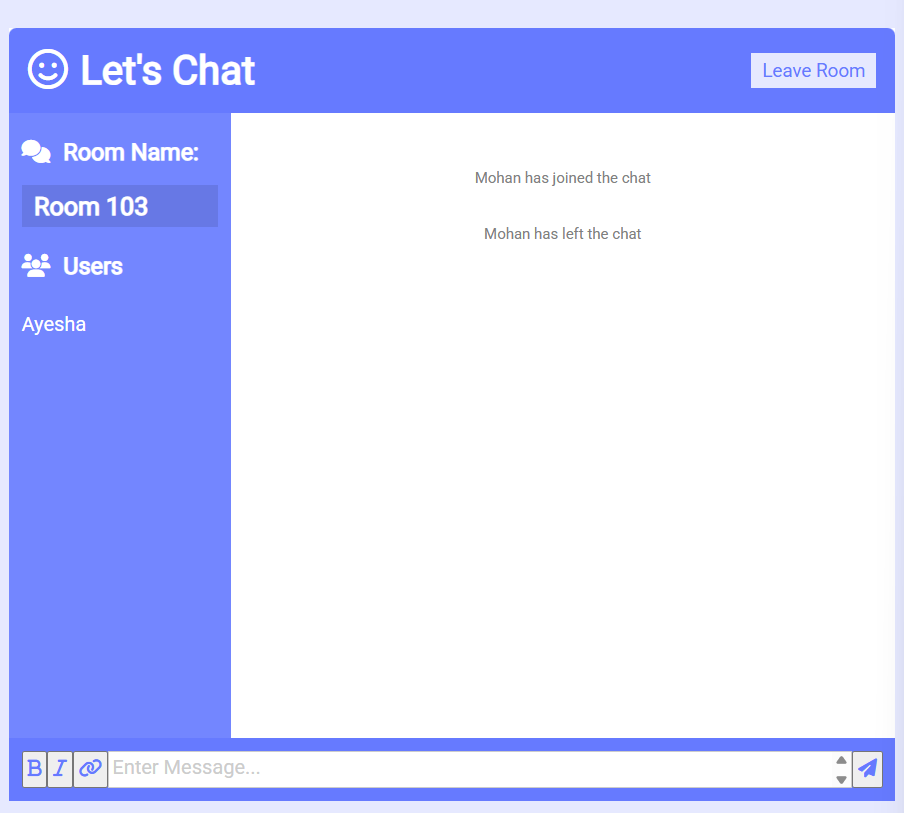 Let's Chat
Leave Room
Room Name:
Room 103
Users
Ayesha
Mohan has joined the chat
Mohan has left the chat
B I Enter Message...